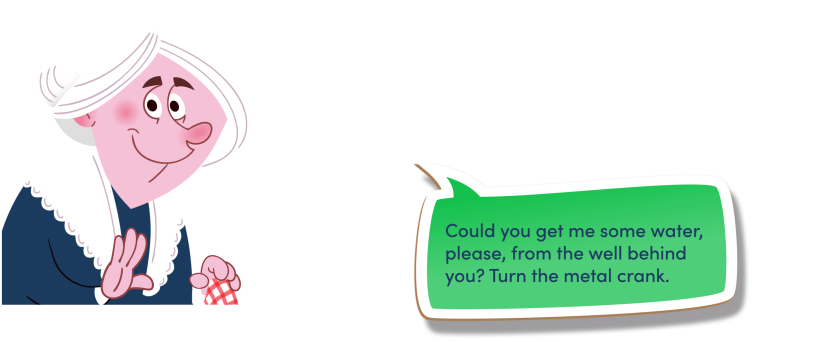 Could you get me some water,
please, from the well behind
you? Turn the metal crank.